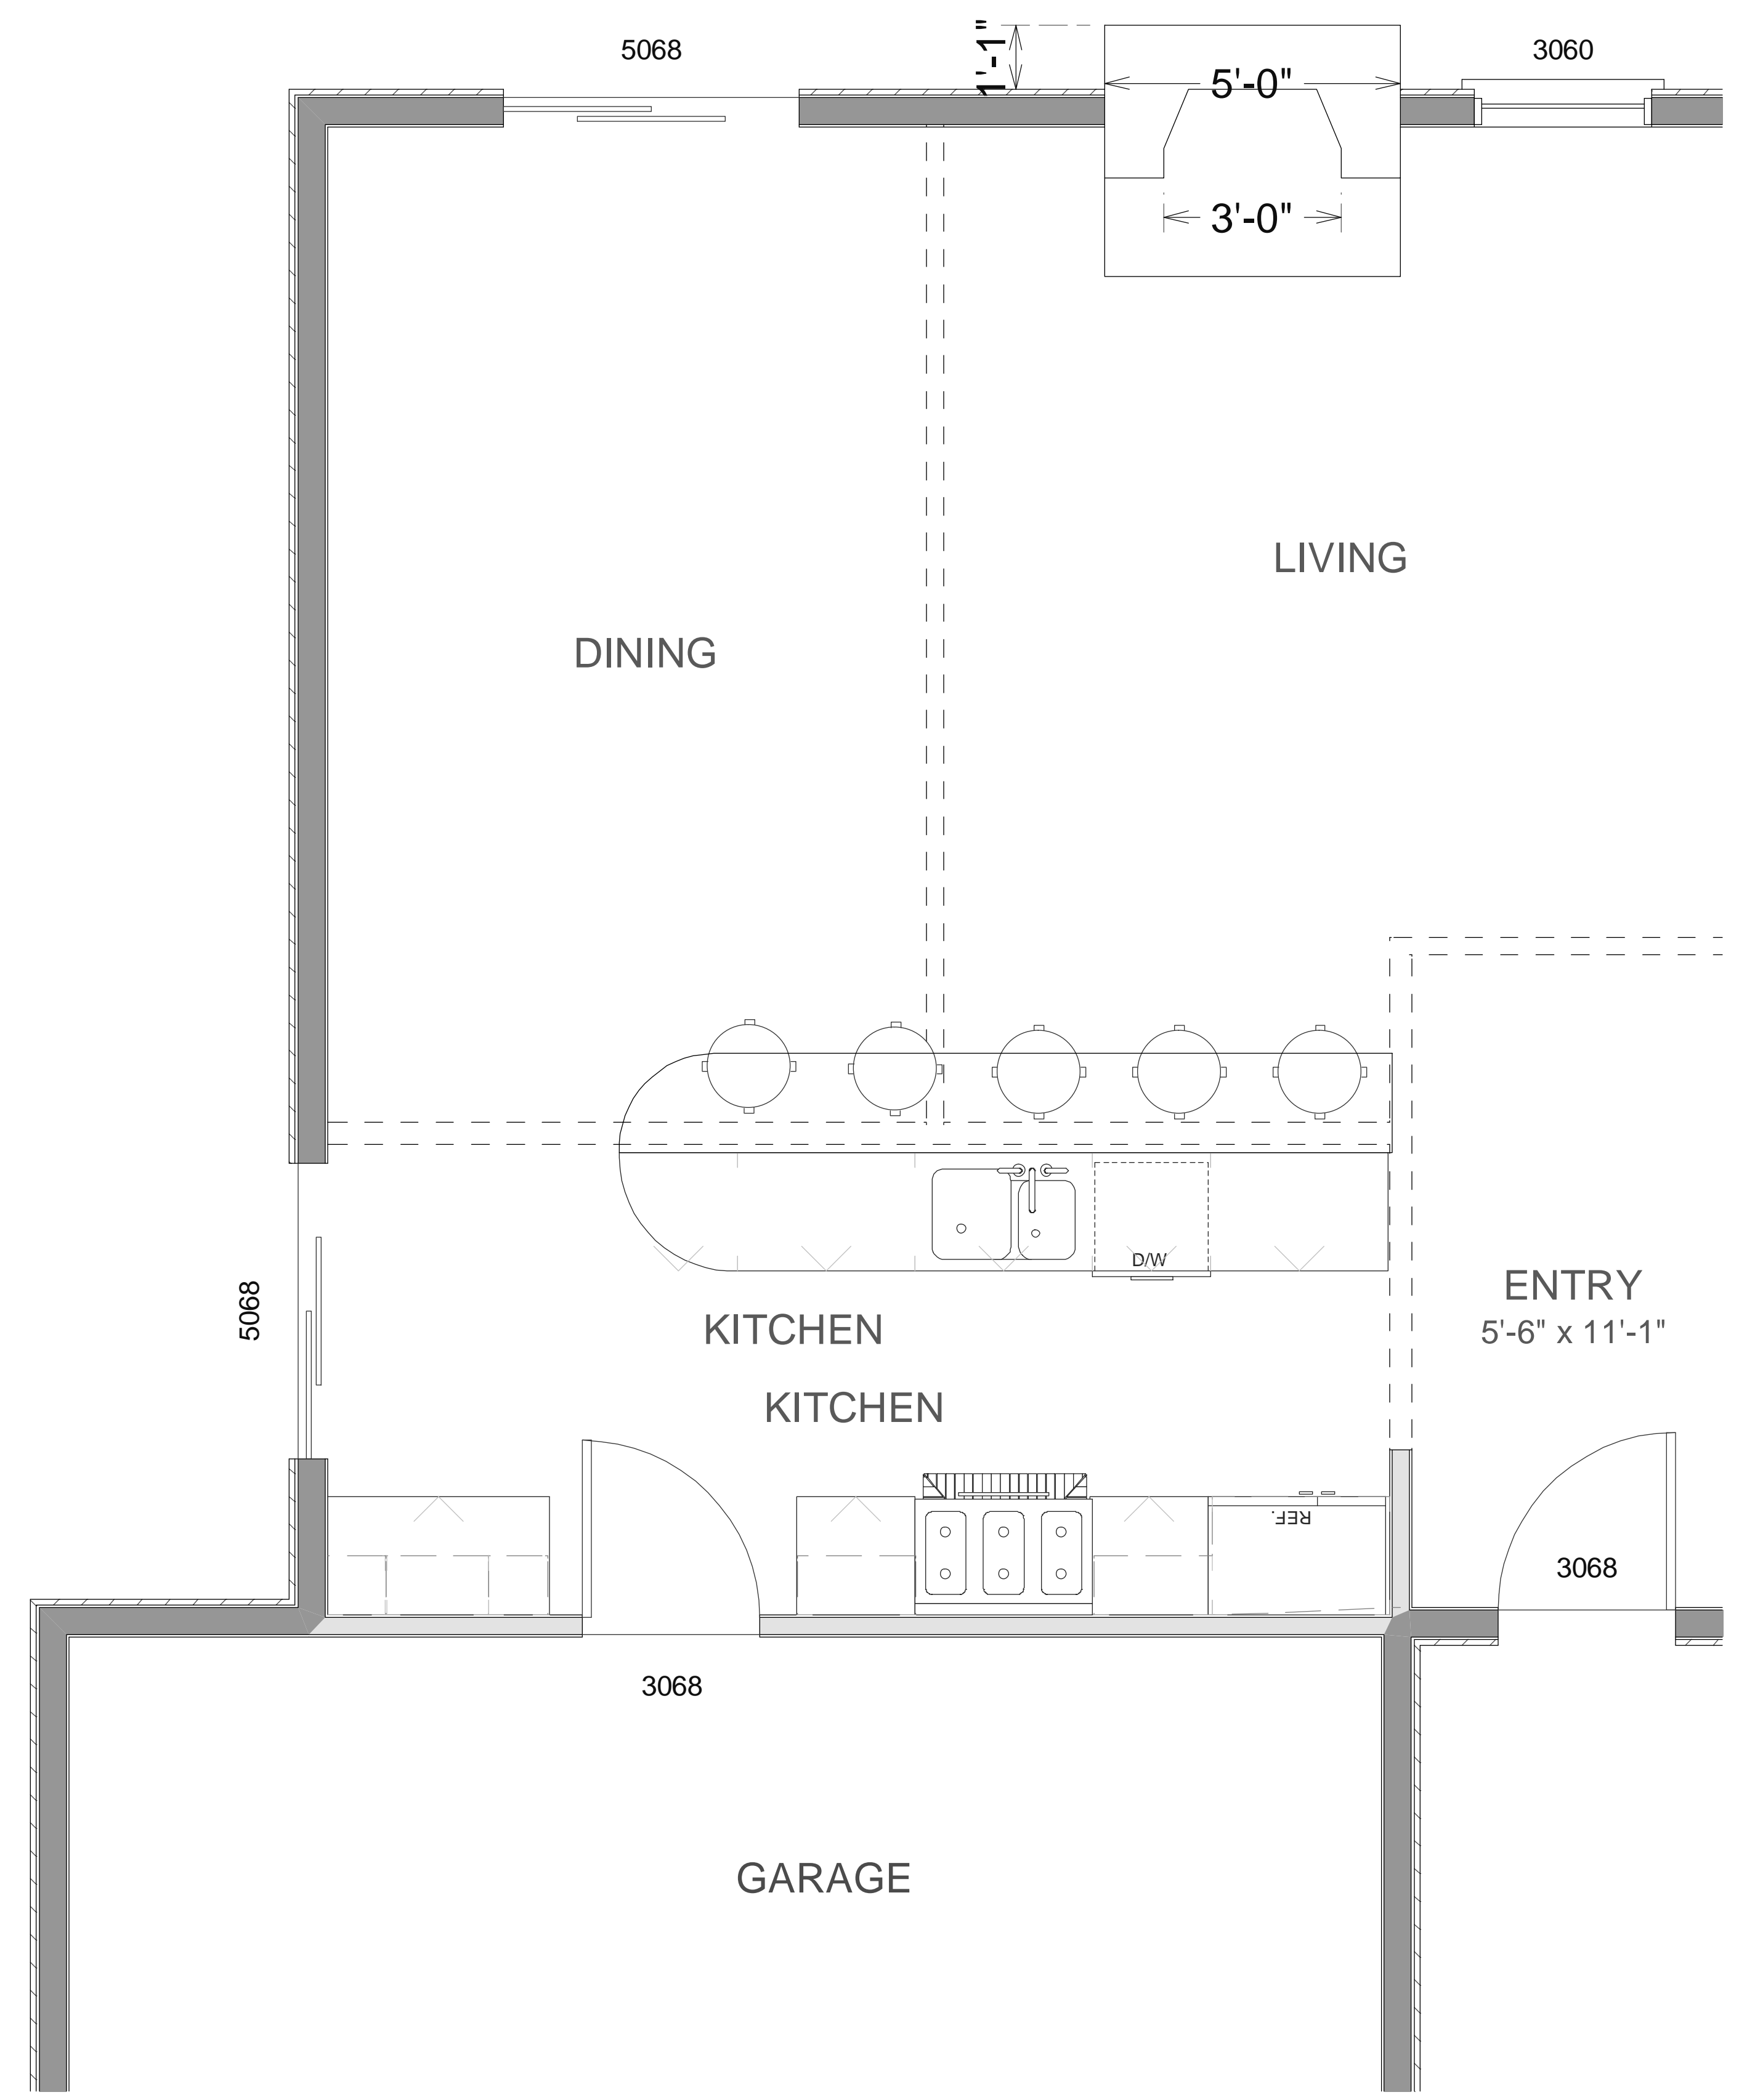 5068
1'-1"
5'-0"
3060
3'-0"
LIVING
DINING
D/W
ENTRY
5'-6" x 11'-1"
5068
KITCHEN
KITCHEN
REF.
3068
3068
GARAGE